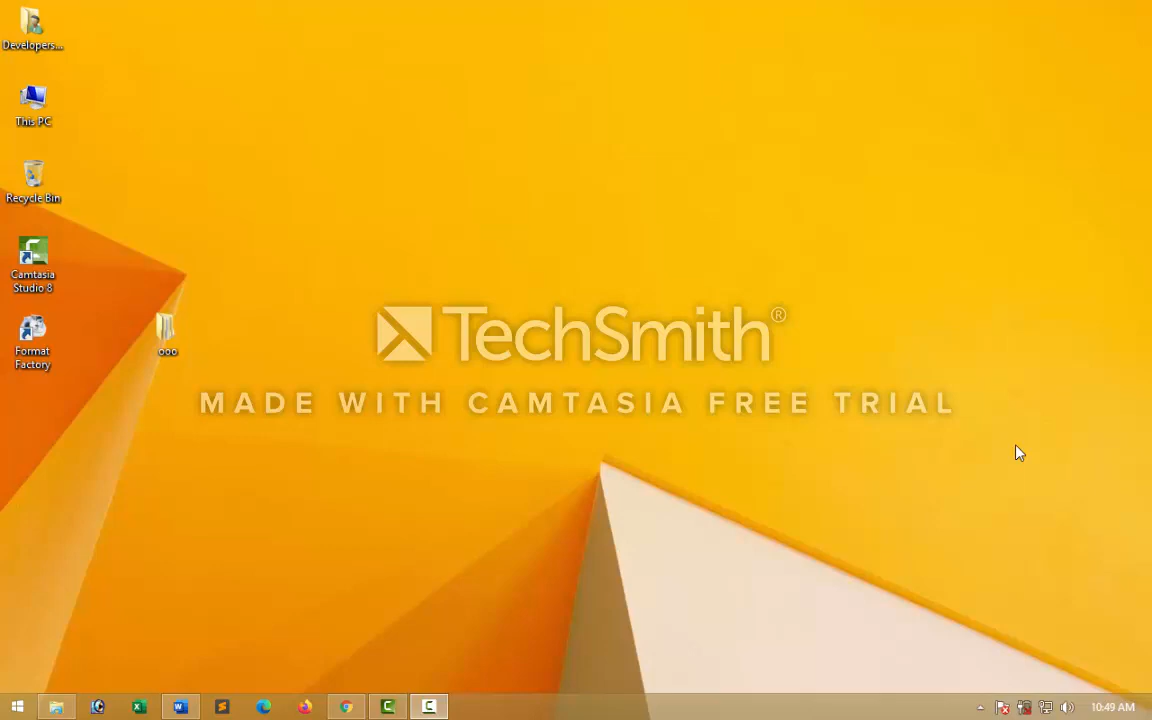 Developers...
This PC
Recycle Bin
Camtasia
Studio 8
Format
Factory
ooo
TechSmith®
MADE WITH CAMTASIA FREE TRIAL
10:49 AM